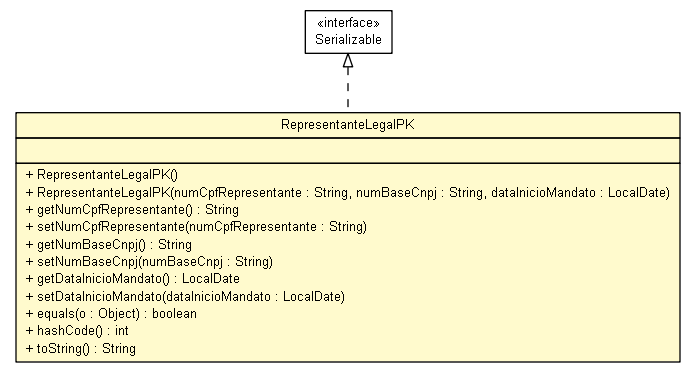 «interface»
Serializable
RepresentanteLegalPK
+ RepresentanteLegalPK()
+ RepresentanteLegalPK(numCpfRepresentante : String, numBaseCnpj : String, dataInicioMandato : LocalDate)
+ getNumCpfRepresentante() : String
+ setNumCpfRepresentante(numCpfRepresentante : String)
+ getNumBaseCnpj() : String
+ setNumBaseCnpj(numBaseCnpj : String)
+ getDataInicioMandato() : LocalDate
+ setDataInicioMandato(dataInicioMandato : LocalDate)
+ equals(o : Object) : boolean
+ hashCode() : int
+ toString() : String